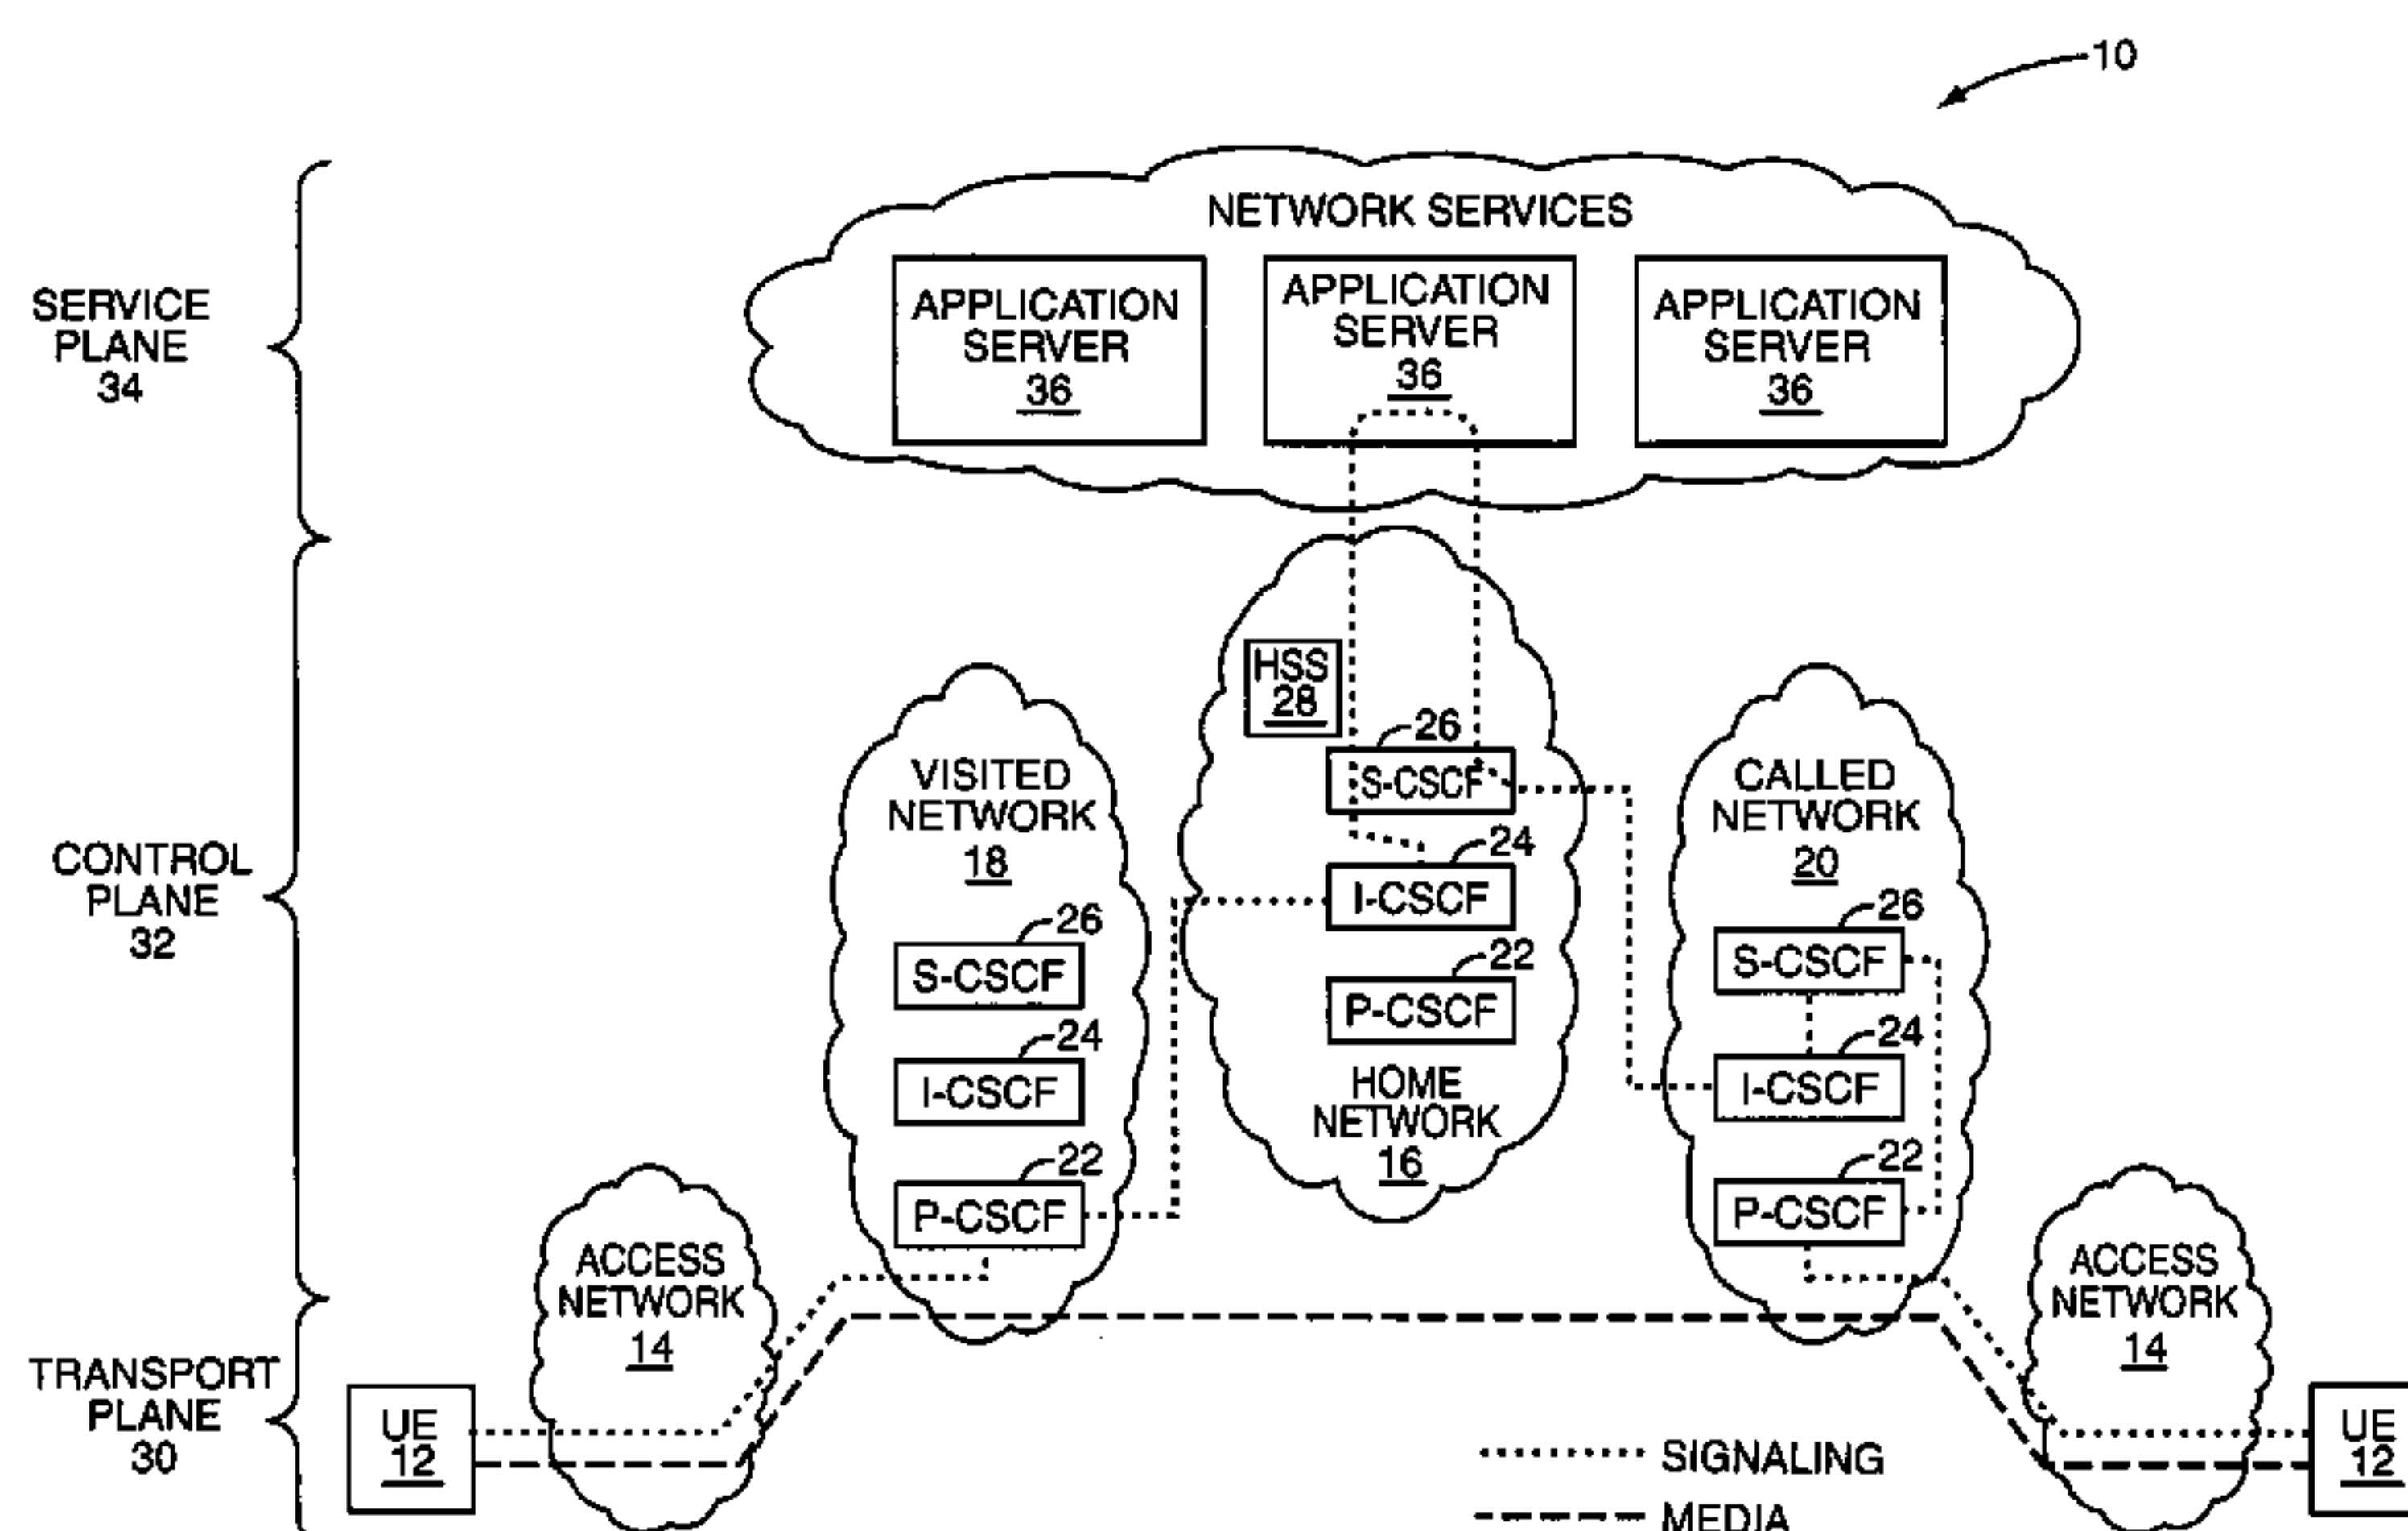 10
NETWORK SERVICES
APPLICATION
SERVER
36
APPLICATION
SERVER
36
APPLICATION
SERVER
36
SERVICE
PLANE
34
HSS
28
26
S-CSCF
24
I-CSCF
22
P-CSCF
HOME
NETWORK
16
VISITED
NETWORK
18
26
S-CSCF
24
I-CSCF
22
P-CSCF
CALLED
NETWORK
20
26
S-CSCF
24
I-CSCF
22
P-CSCF
CONTROL
PLANE
32
ACCESS
NETWORK
14
ACCESS
NETWORK
14
TRANSPORT
PLANE
30
UE
12
UE
12
SIGNALING
MEDIA